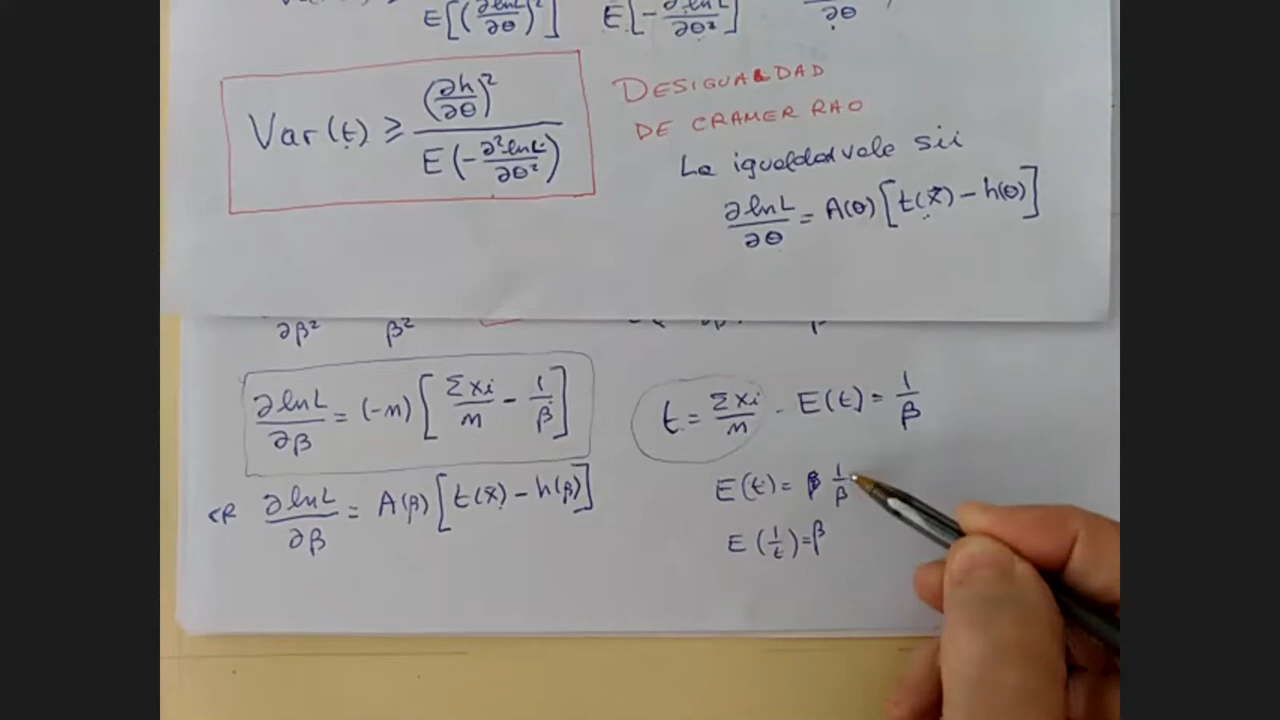 E[(∂lnL/∂θ)²] E[-∂²lnL/∂θ²] ∂θ
Var(t) ≥ (∂h/∂θ)² / E(-∂²lnL/∂θ²)
DESIGUALDAD
DE CRAMER RAO
La igualdad vale sii
∂lnL/∂θ = A(θ)[t(x) - h(θ)]
∂β² β²
∂lnL/∂β = (-n)[Σxi/n - 1/β]
t = Σxi/n - E(t) = 1/β
CR ∂lnL/∂β = A(β)[t(x) - h(β)]
E(t) = β 1/β
E(1/t) = β